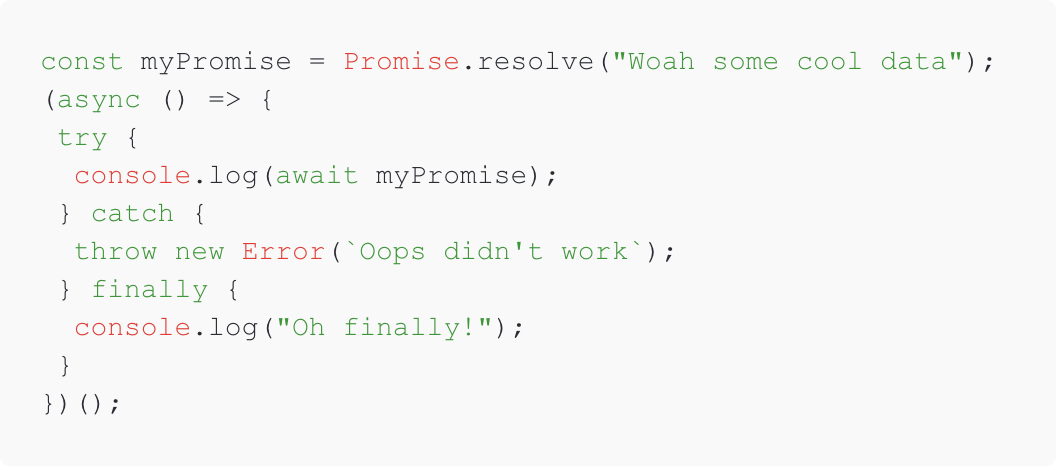 const myPromise = Promise.resolve("Woah some cool data");
(async () => {
 try {
  console.log(await myPromise);
 } catch {
  throw new Error(`Oops didn't work`);
 } finally {
  console.log("Oh finally!");
 }
})();